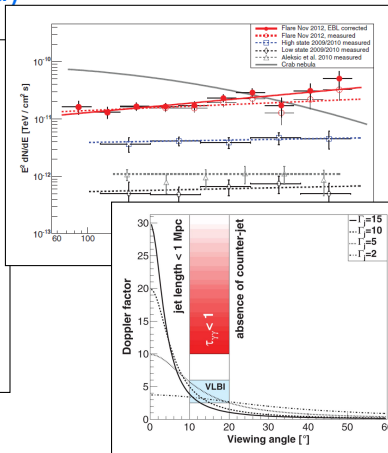 )
Flare Nov 2012, EBL corrected
Flare Nov 2012, measured
High state 2009/2010 measured
Low state 2009/2010 measured
Aleksic et al. 2010 measured
Crab nebula
E² dN/dE [TeV / cm² s]
10⁻¹⁰
10⁻¹¹
10⁻¹²
10⁻¹³
60 100
Γj=15
Γj=10
Γj=5
Γj=2
Doppler factor
30
25
20
15
10
5
0
jet length < 1 Mpc
τγγ < 1
absence of counter-jet
VLBI
0 10 20 30 40 50 60
Viewing angle [°]